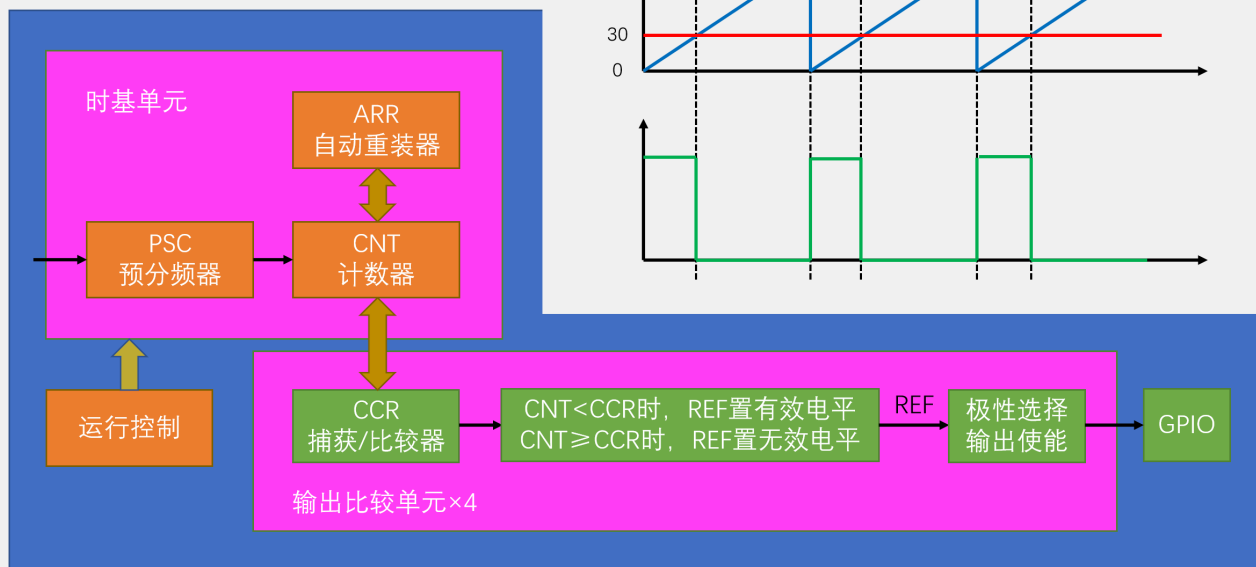 30
0
时基单元
ARR
自动重装器
PSC
预分频器
CNT
计数器
运行控制
CCR
捕获/比较器
CNT<CCR时，REF置有效电平
CNT≥CCR时，REF置无效电平
REF
极性选择
输出使能
GPIO
输出比较单元×4